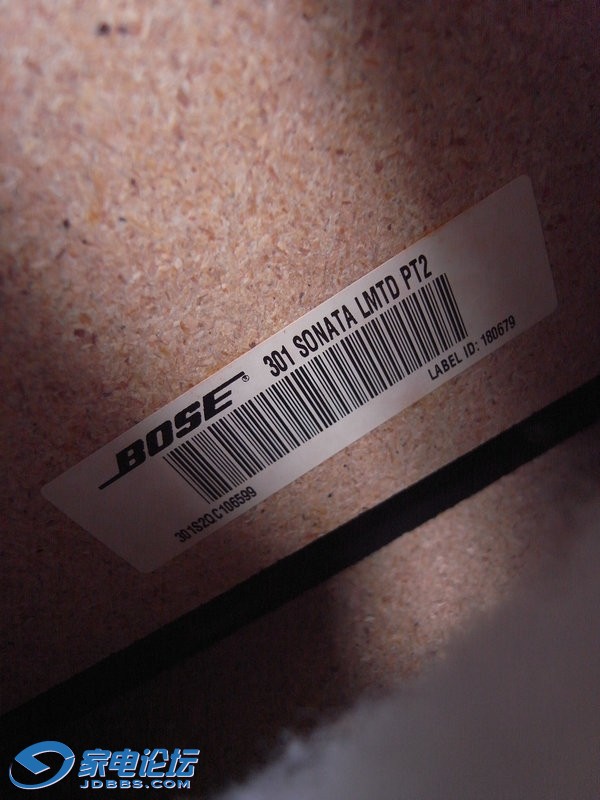 BOSE® 301 SONATA LMTD PT2
LABEL ID: 180679
301S2QC106599
家电论坛
JDBBS.COM